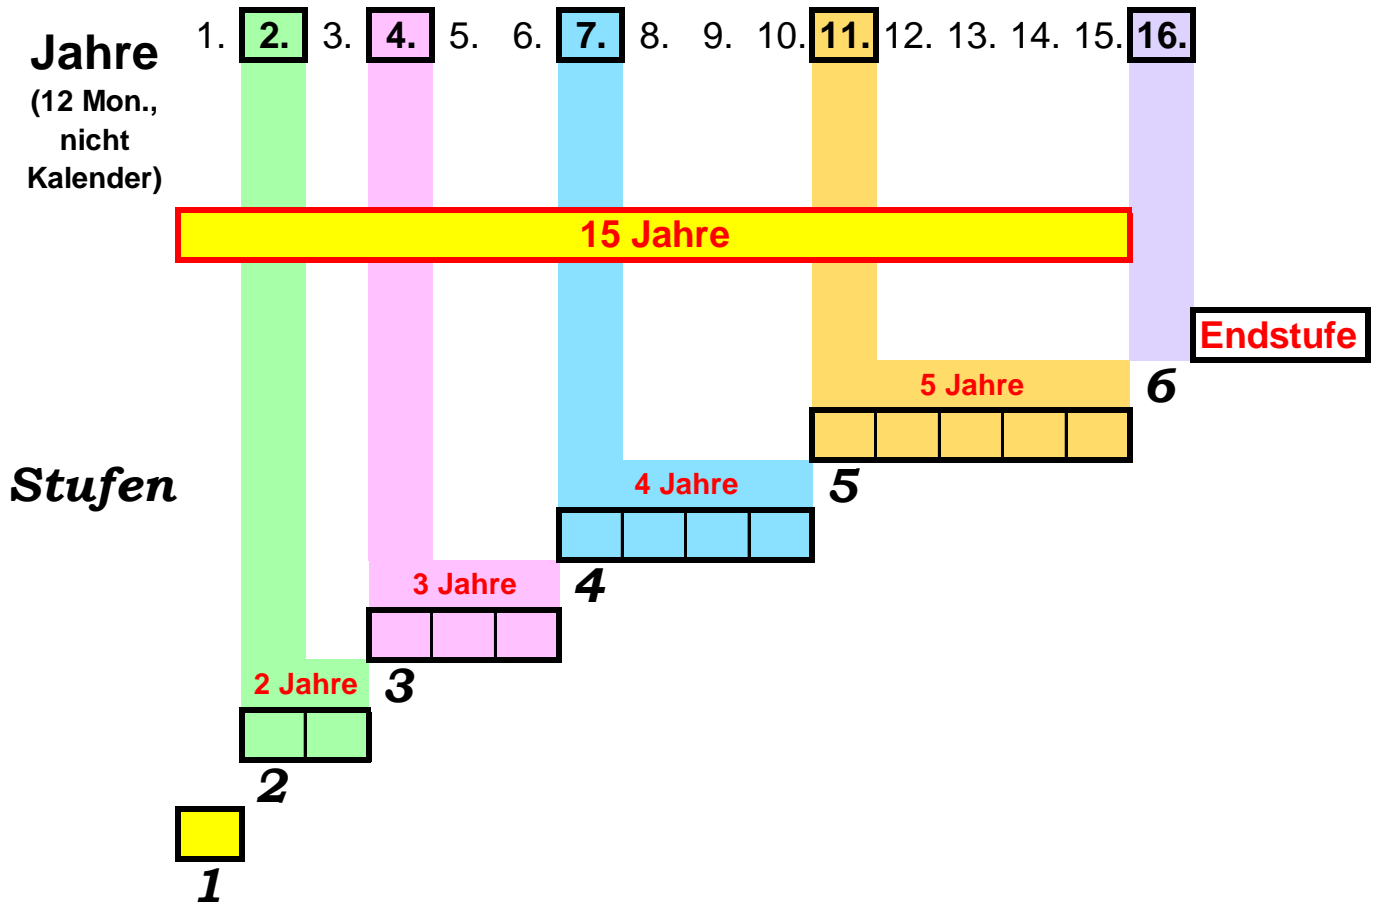 Jahre
(12 Mon.,
nicht
Kalender)
1. 2. 3. 4. 5. 6. 7. 8. 9. 10. 11. 12. 13. 14. 15. 16.
15 Jahre
Endstufe
5 Jahre
6
Stufen
4 Jahre
5
3 Jahre
4
2 Jahre
3
2
1